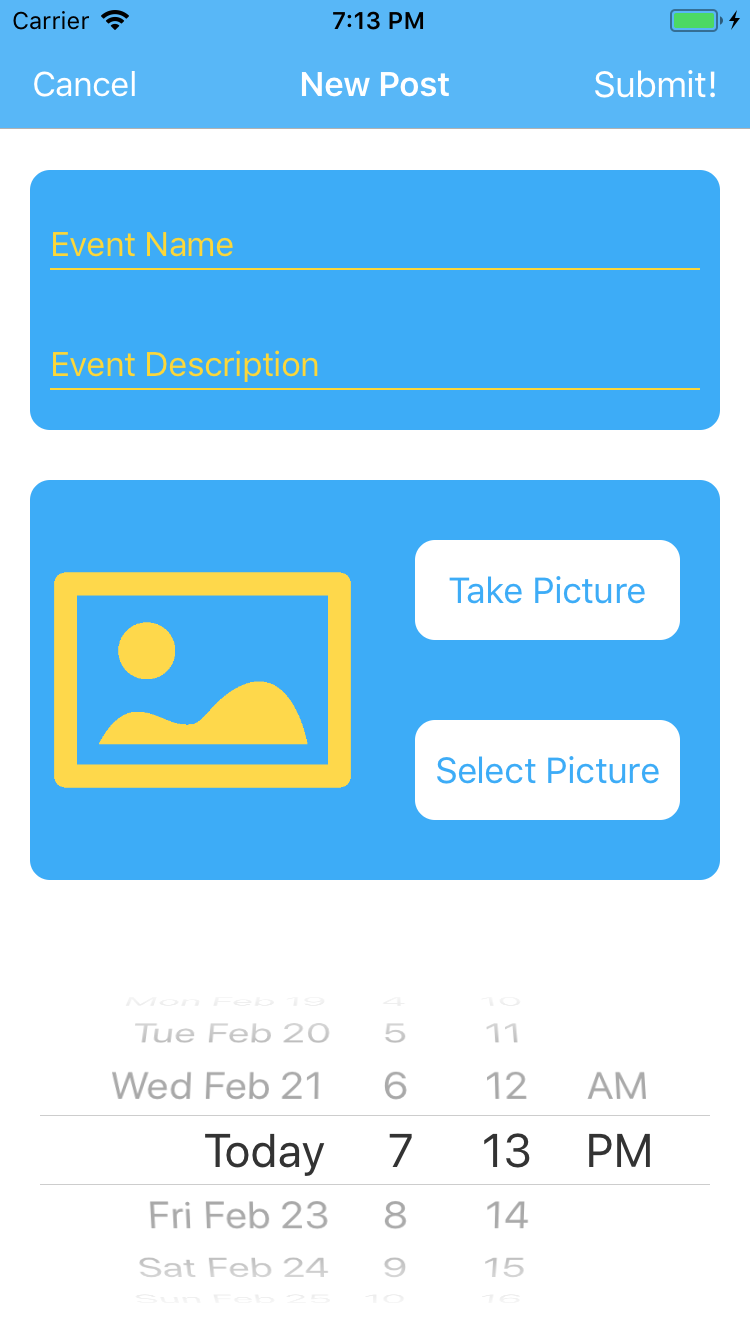 Carrier 7:13 PM
Cancel New Post Submit!
Event Name
Event Description
Take Picture
Select Picture
Mon Feb 19 4 10
Tue Feb 20 5 11
Wed Feb 21 6 12 AM
Today 7 13 PM
Fri Feb 23 8 14
Sat Feb 24 9 15
Sun Feb 25 10 16